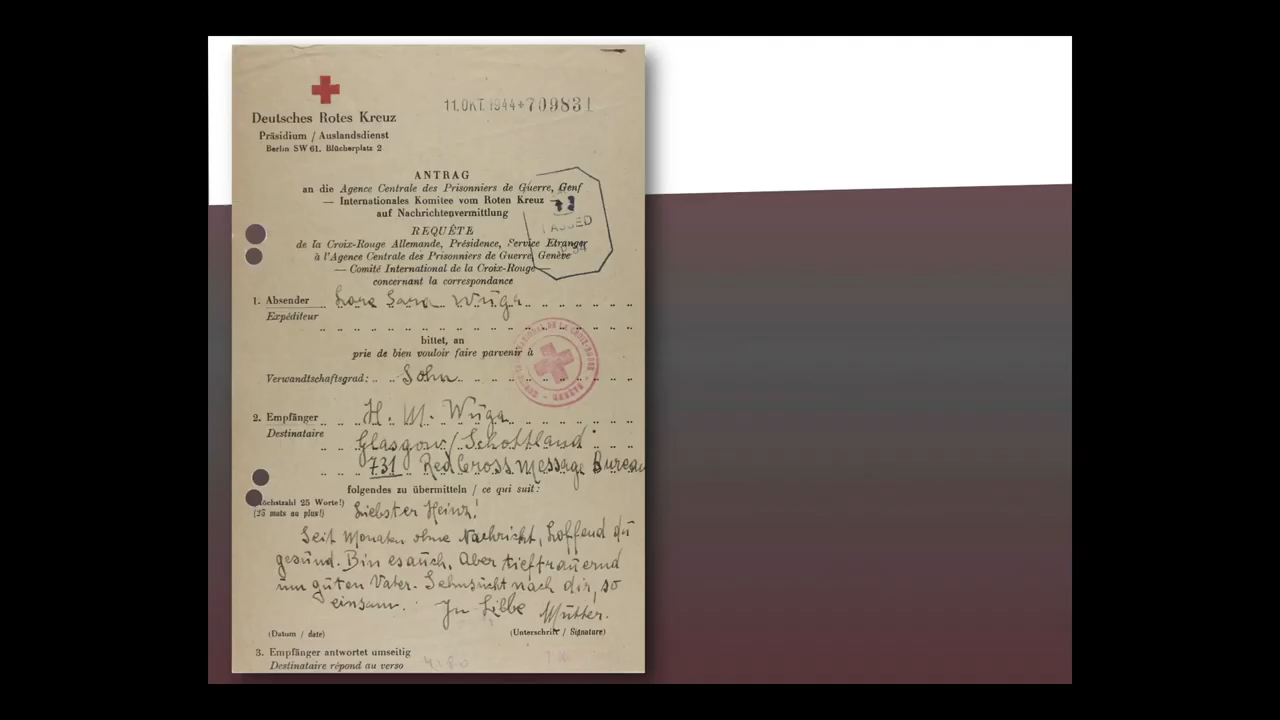 11.OKT.1944*709831
Deutsches Rotes Kreuz
Präsidium / Auslandsdienst
Berlin SW 61, Blücherplatz 2
ANTRAG
an die Agence Centrale des Prisonniers de Guerre, Genf
— Internationales Komitee vom Roten Kreuz —
auf Nachrichtenvermittlung
PASSED
REQUÊTE
de la Croix-Rouge Allemande, Présidence, Service Etranger
à l'Agence Centrale des Prisonniers de Guerre, Genève
— Comité International de la Croix-Rouge —
concernant la correspondance
1. Absender Lore Sara Wuga
Expéditeur
bittet, an
prie de bien vouloir faire parvenir à
Verwandtschaftsgrad: Sohn
2. Empfänger H. M. Wuga
Destinataire Glasgow/Schottland
731 Red Cross Message Bureau
folgendes zu übermitteln / ce qui suit:
(Höchstzahl 25 Worte!)
(25 mots au plus!) Liebster Heinz!
Seit Monaten ohne Nachricht, hoffend du
gesund. Bin es auch. Aber tieftrauernd
um guten Vater. Sehnsucht nach dir, so
einsam. In Liebe Mutter.
(Datum / date) (Unterschrift / Signature)
3. Empfänger antwortet umseitig
Destinataire répond au verso